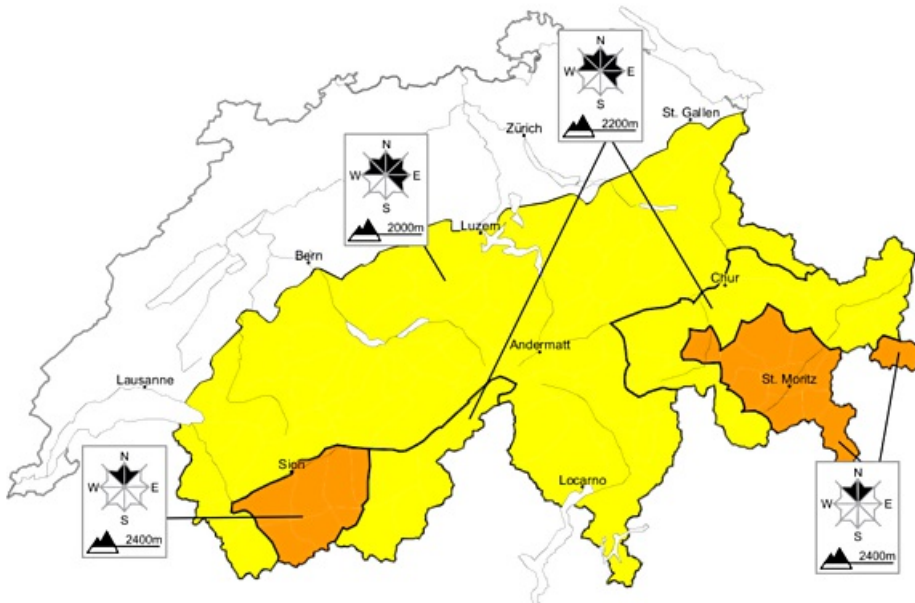 N
W E
S
2200m
St. Gallen
Zürich
N
W E
S
2000m
Luzern
Bern
Chur
Andermatt
Lausanne
St. Moritz
N
W E
S
2400m
Sion
Locarno
N
W E
S
2400m